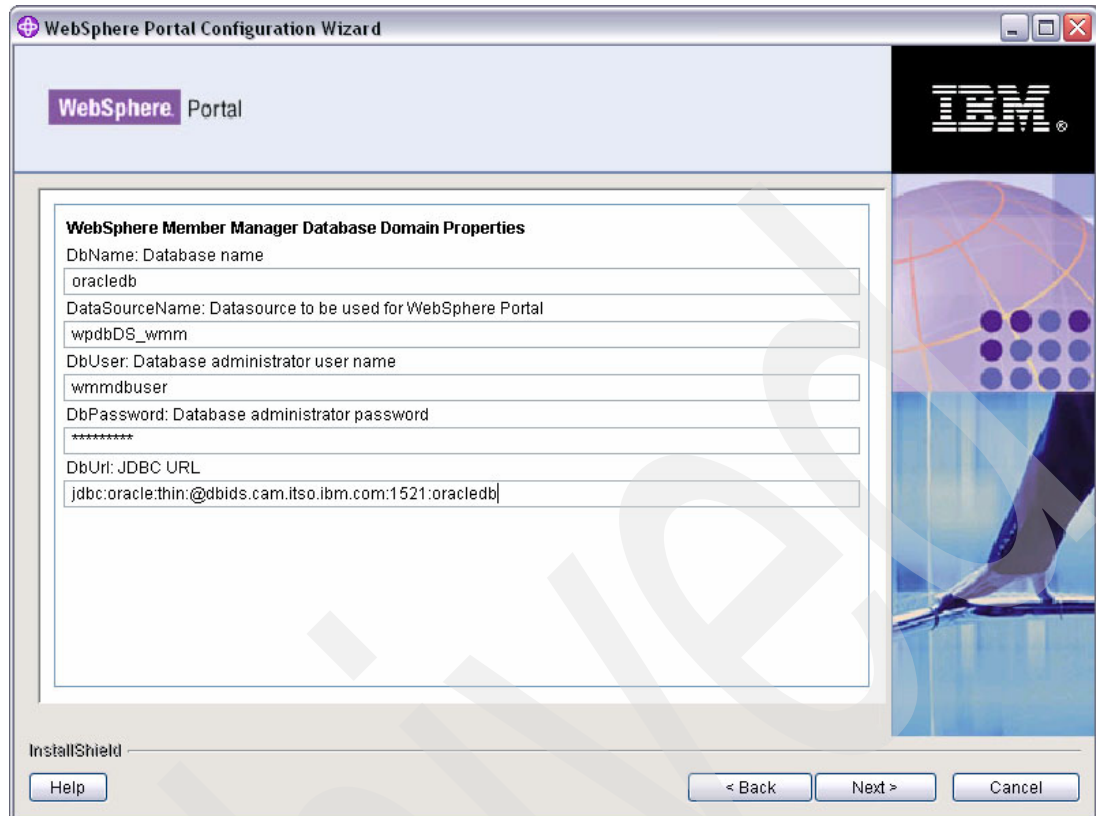 WebSphere Portal Configuration Wizard
WebSphere. Portal
IBM®
WebSphere Member Manager Database Domain Properties
DbName: Database name
oracledb
DataSourceName: Datasource to be used for WebSphere Portal
wpdbDS_wmm
DbUser: Database administrator user name
wmmdbuser
DbPassword: Database administrator password
*********
DbUrl: JDBC URL
jdbc:oracle:thin:@dbids.cam.itso.ibm.com:1521:oracledb
InstallShield
Help
< Back
Next >
Cancel